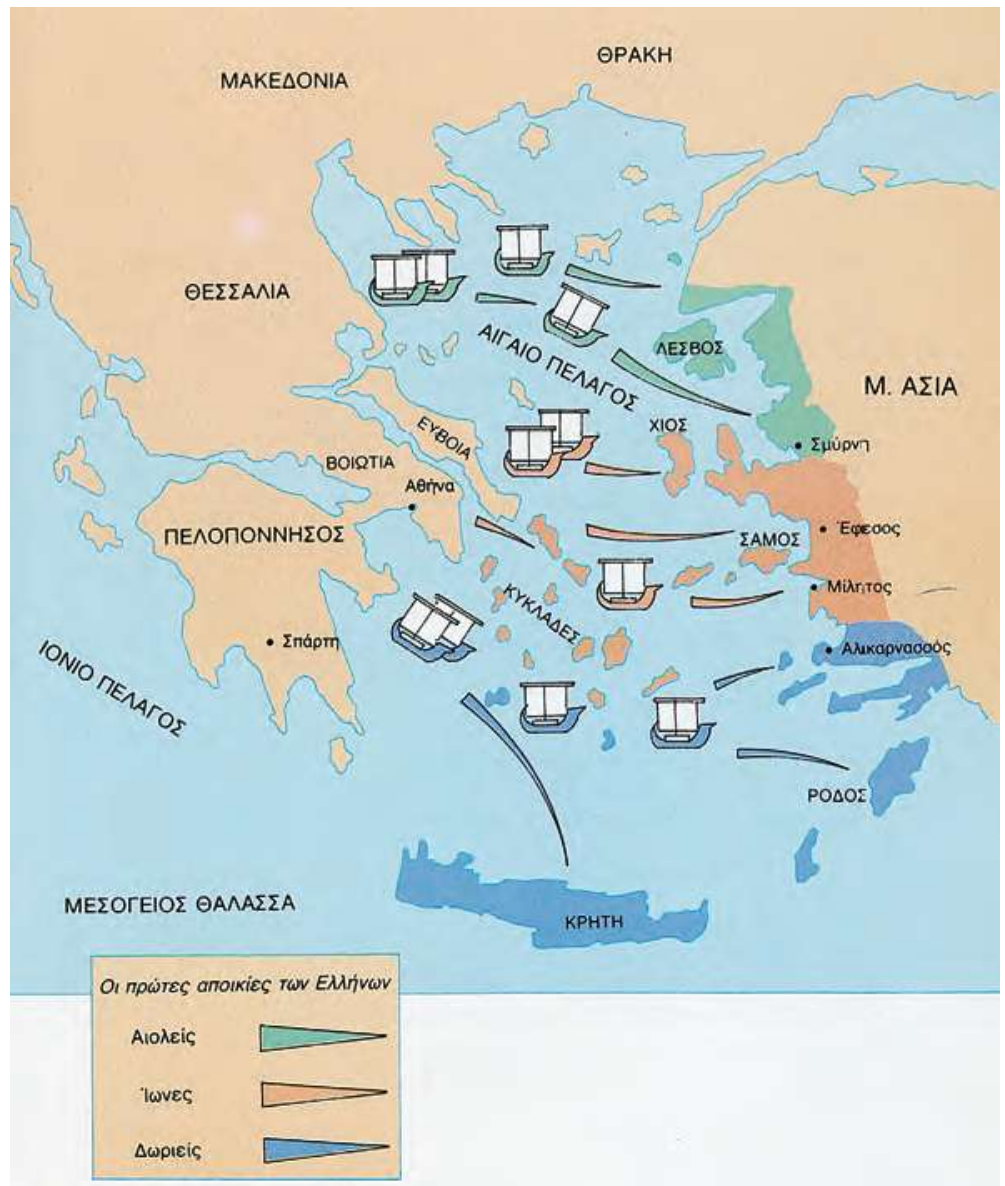 ΘΡΑΚΗ
ΜΑΚΕΔΟΝΙΑ
ΘΕΣΣΑΛΙΑ
ΑΙΓΑΙΟ ΠΕΛΑΓΟΣ
ΛΕΣΒΟΣ
Μ. ΑΣΙΑ
ΧΙΟΣ
ΕΥΒΟΙΑ
Σμύρνη
ΒΟΙΩΤΙΑ
Αθήνα
ΠΕΛΟΠΟΝΝΗΣΟΣ
Έφεσος
ΣΑΜΟΣ
Μίλητος
ΚΥΚΛΑΔΕΣ
Σπάρτη
Αλικαρνασσός
ΙΟΝΙΟ ΠΕΛΑΓΟΣ
ΡΟΔΟΣ
ΜΕΣΟΓΕΙΟΣ ΘΑΛΑΣΣΑ
ΚΡΗΤΗ
Οι πρώτες αποικίες των Ελλήνων
Αιολείς
Ίωνες
Δωριείς